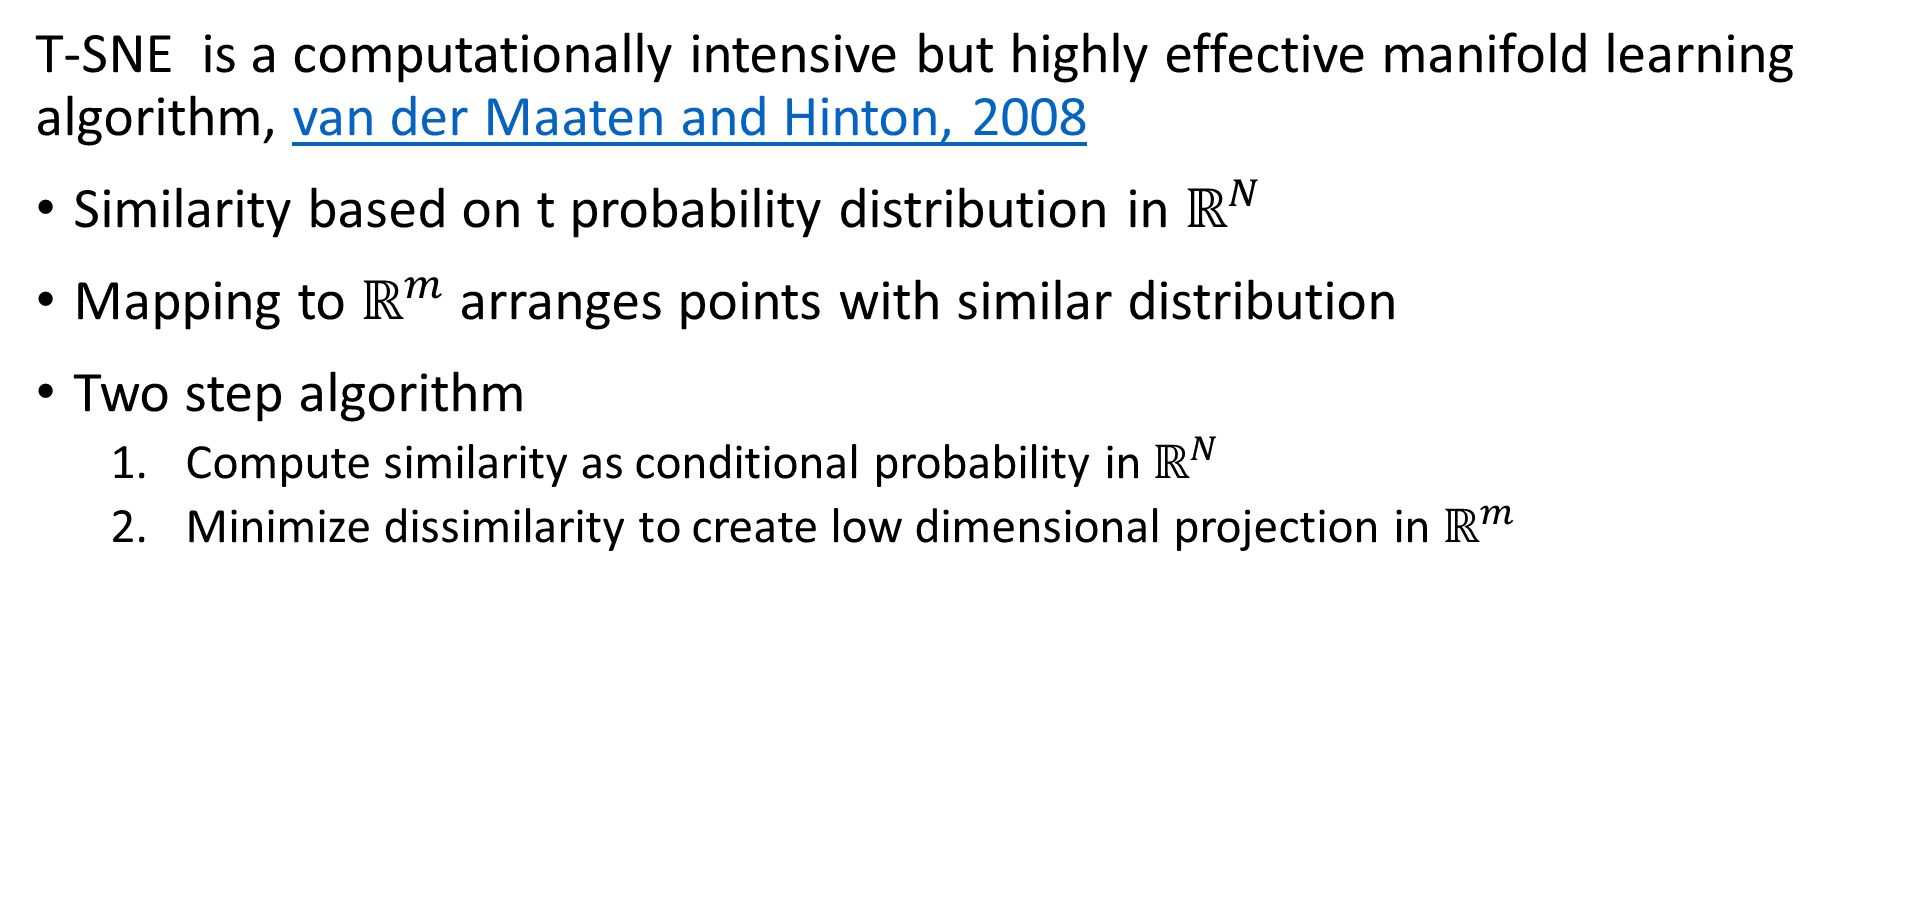 T-SNE  is a computationally intensive but highly effective manifold learning
algorithm, van der Maaten and Hinton, 2008
• Similarity based on t probability distribution in ℝ^N
• Mapping to ℝ^m arranges points with similar distribution
• Two step algorithm
1. Compute similarity as conditional probability in ℝ^N
2. Minimize dissimilarity to create low dimensional projection in ℝ^m